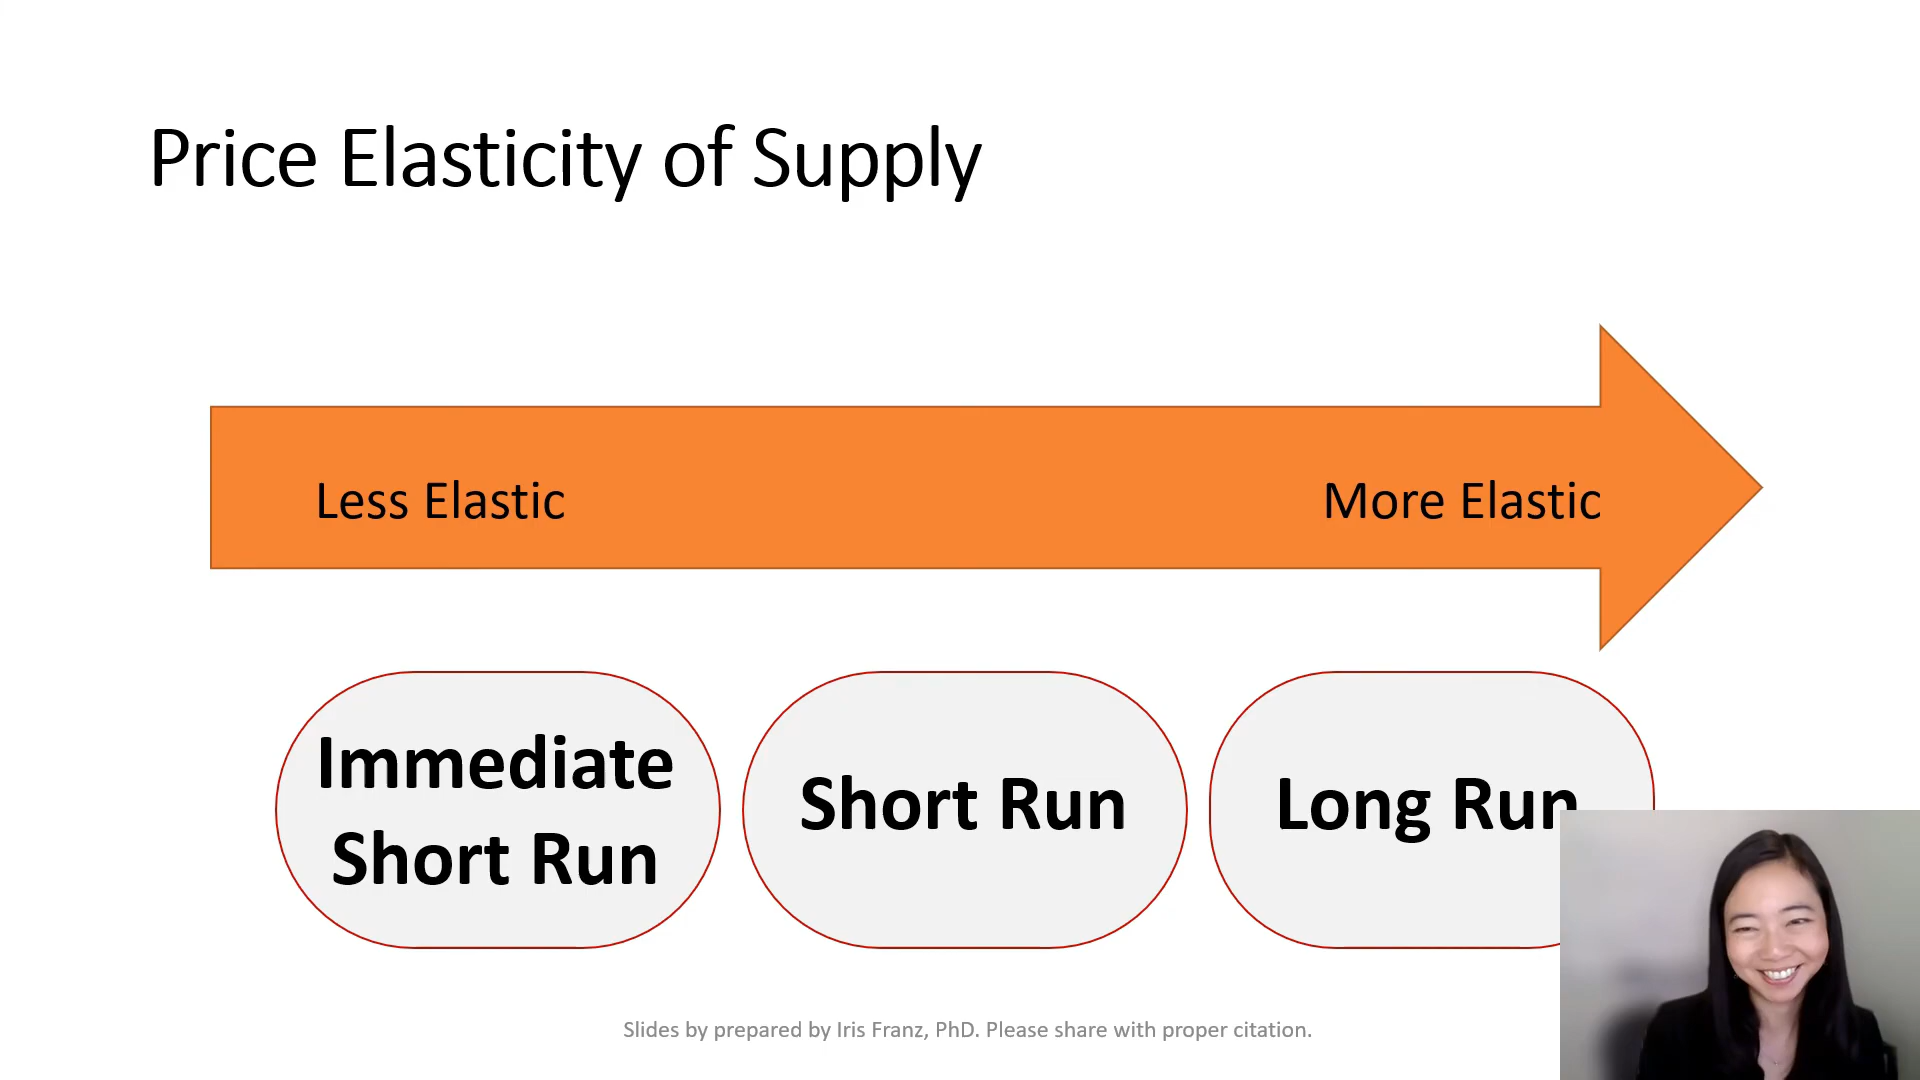 Price Elasticity of Supply
Less Elastic
More Elastic
Immediate
Short Run
Short Run
Long Run
Slides by prepared by Iris Franz, PhD. Please share with proper citation.